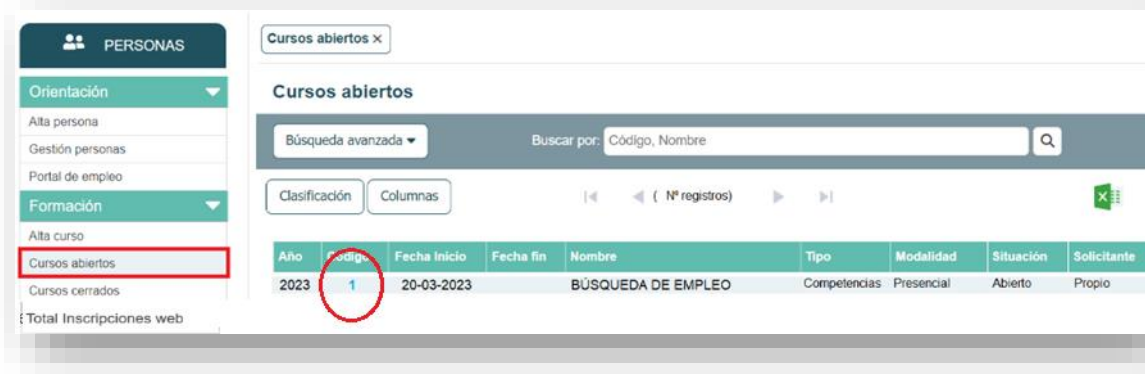 PERSONAS
Orientación
Alta persona
Gestión personas
Portal de empleo
Formación
Alta curso
Cursos abiertos
Cursos cerrados
Total Inscripciones web
Cursos abiertos ×
Cursos abiertos
Búsqueda avanzada
Buscar por: Código, Nombre
Clasificación Columnas ( Nº registros)
Año Código Fecha Inicio Fecha fin Nombre Tipo Modalidad Situación Solicitante
2023 1 20-03-2023 BÚSQUEDA DE EMPLEO Competencias Presencial Abierto Propio